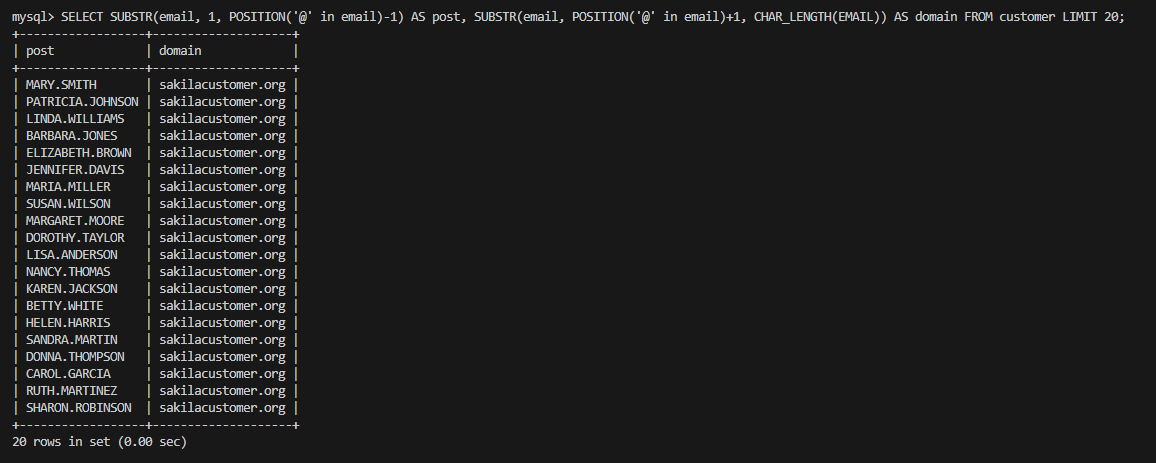 mysql> SELECT SUBSTR(email, 1, POSITION('@' in email)-1) AS post, SUBSTR(email, POSITION('@' in email)+1, CHAR_LENGTH(EMAIL)) AS domain FROM customer LIMIT 20;
+------------------+--------------------+
| post             | domain             |
+------------------+--------------------+
| MARY.SMITH       | sakilacustomer.org |
| PATRICIA.JOHNSON | sakilacustomer.org |
| LINDA.WILLIAMS   | sakilacustomer.org |
| BARBARA.JONES    | sakilacustomer.org |
| ELIZABETH.BROWN  | sakilacustomer.org |
| JENNIFER.DAVIS   | sakilacustomer.org |
| MARIA.MILLER     | sakilacustomer.org |
| SUSAN.WILSON     | sakilacustomer.org |
| MARGARET.MOORE   | sakilacustomer.org |
| DOROTHY.TAYLOR   | sakilacustomer.org |
| LISA.ANDERSON    | sakilacustomer.org |
| NANCY.THOMAS     | sakilacustomer.org |
| KAREN.JACKSON    | sakilacustomer.org |
| BETTY.WHITE      | sakilacustomer.org |
| HELEN.HARRIS     | sakilacustomer.org |
| SANDRA.MARTIN    | sakilacustomer.org |
| DONNA.THOMPSON   | sakilacustomer.org |
| CAROL.GARCIA     | sakilacustomer.org |
| RUTH.MARTINEZ    | sakilacustomer.org |
| SHARON.ROBINSON  | sakilacustomer.org |
+------------------+--------------------+
20 rows in set (0.00 sec)